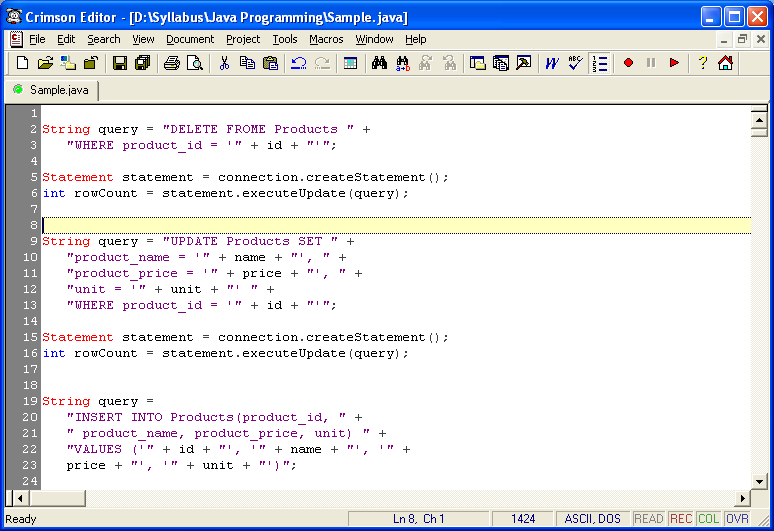 Crimson Editor - [D:\Syllabus\Java Programming\Sample.java]
File Edit Search View Document Project Tools Macros Window Help
Sample.java
1
2 String query = "DELETE FROME Products " +
3 "WHERE product_id = '" + id + "'";
4
5 Statement statement = connection.createStatement();
6 int rowCount = statement.executeUpdate(query);
7
8
9 String query = "UPDATE Products SET " +
10 "product_name = '" + name + "', " +
11 "product_price = '" + price + "', " +
12 "unit = '" + unit + "' " +
13 "WHERE product_id = '" + id + "'";
14
15 Statement statement = connection.createStatement();
16 int rowCount = statement.executeUpdate(query);
17
18
19 String query =
20 "INSERT INTO Products(product_id, " +
21 " product_name, product_price, unit) " +
22 "VALUES ('" + id + "', '" + name + "', '" +
23 price + "', '" + unit + "')";
24
Ready Ln 8, Ch 1 1424 ASCII, DOS READ REC COL OVR